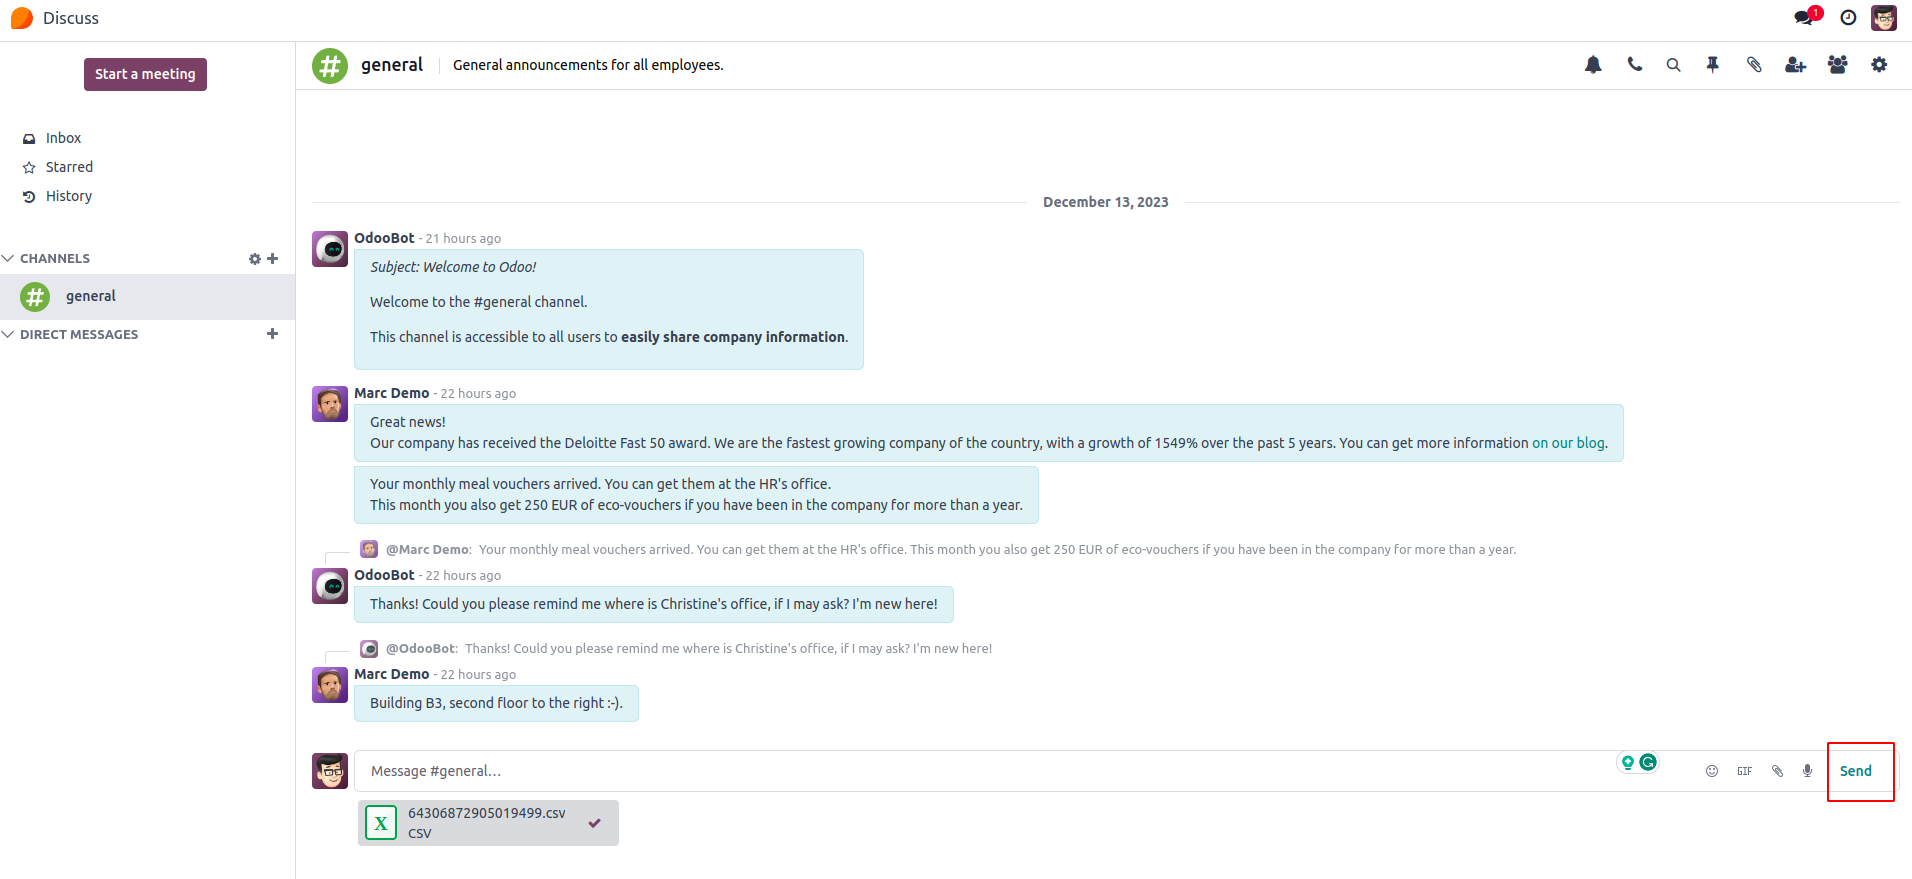 Discuss
1
Start a meeting
Inbox
Starred
History
CHANNELS
general
DIRECT MESSAGES
general
General announcements for all employees.
December 13, 2023
OdooBot - 21 hours ago
Subject: Welcome to Odoo!
Welcome to the #general channel.
This channel is accessible to all users to easily share company information.
Marc Demo - 22 hours ago
Great news!
Our company has received the Deloitte Fast 50 award. We are the fastest growing company of the country, with a growth of 1549% over the past 5 years. You can get more information on our blog.
Your monthly meal vouchers arrived. You can get them at the HR's office.
This month you also get 250 EUR of eco-vouchers if you have been in the company for more than a year.
@Marc Demo: Your monthly meal vouchers arrived. You can get them at the HR's office. This month you also get 250 EUR of eco-vouchers if you have been in the company for more than a year.
OdooBot - 22 hours ago
Thanks! Could you please remind me where is Christine's office, if I may ask? I'm new here!
@OdooBot: Thanks! Could you please remind me where is Christine's office, if I may ask? I'm new here!
Marc Demo - 22 hours ago
Building B3, second floor to the right :-).
Message #general…
GIF
Send
X
64306872905019499.csv
CSV